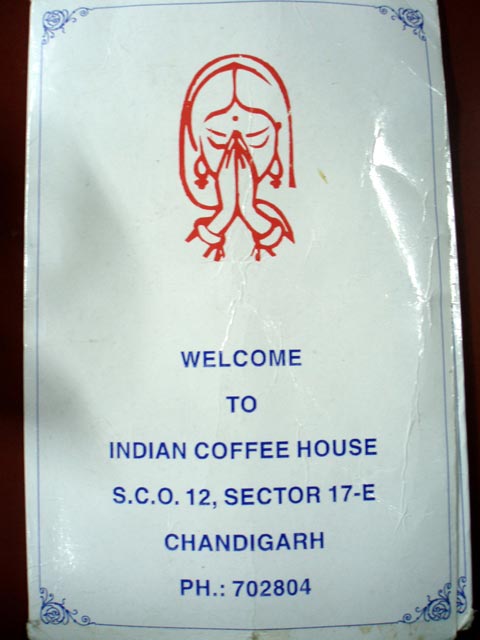 WELCOME
TO
INDIAN COFFEE HOUSE
S.C.O. 12, SECTOR 17-E
CHANDIGARH
PH.: 702804